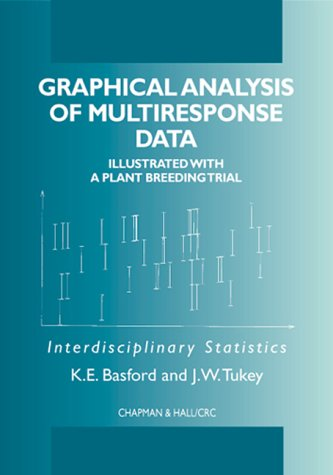 GRAPHICAL ANALYSIS
OF MULTIRESPONSE
DATA
ILLUSTRATED WITH
A PLANT BREEDING TRIAL
Interdisciplinary Statistics
K.E. Basford and J.W. Tukey
CHAPMAN & HALL/CRC